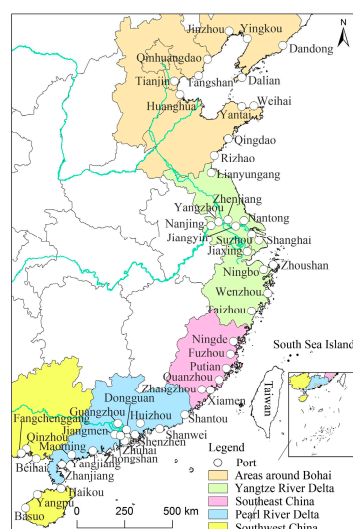 N
Jinzhou
Yingkou
Dandong
Qinhuangdao
Tangshan
Dalian
Tianjin
Huanghua
Weihai
Yantai
Qingdao
Rizhao
Lianyungang
Zhenjiang
Yangzhou
Nantong
Nanjing
Suzhou
Shanghai
Jiangyin
Jiaxing
Zhoushan
Ningbo
Wenzhou
Taizhou
Ningde
South Sea Island
Fuzhou
Putian
Quanzhou
Zhangzhou
Xiamen
Taiwan
Dongguan
Shantou
Guangzhou
Huizhou
Fangchenggang
Jiangmen
Shanwei
Qinzhou
Shenzhen
Maoming
Zhuhai
Zhongshan
Beihai
Yangjiang
Zhanjiang
Haikou
Yangpu
Basuo
0
250
500 km
Legend
Port
Areas around Bohai
Yangtze River Delta
Southeast China
Pearl River Delta
Southwest China